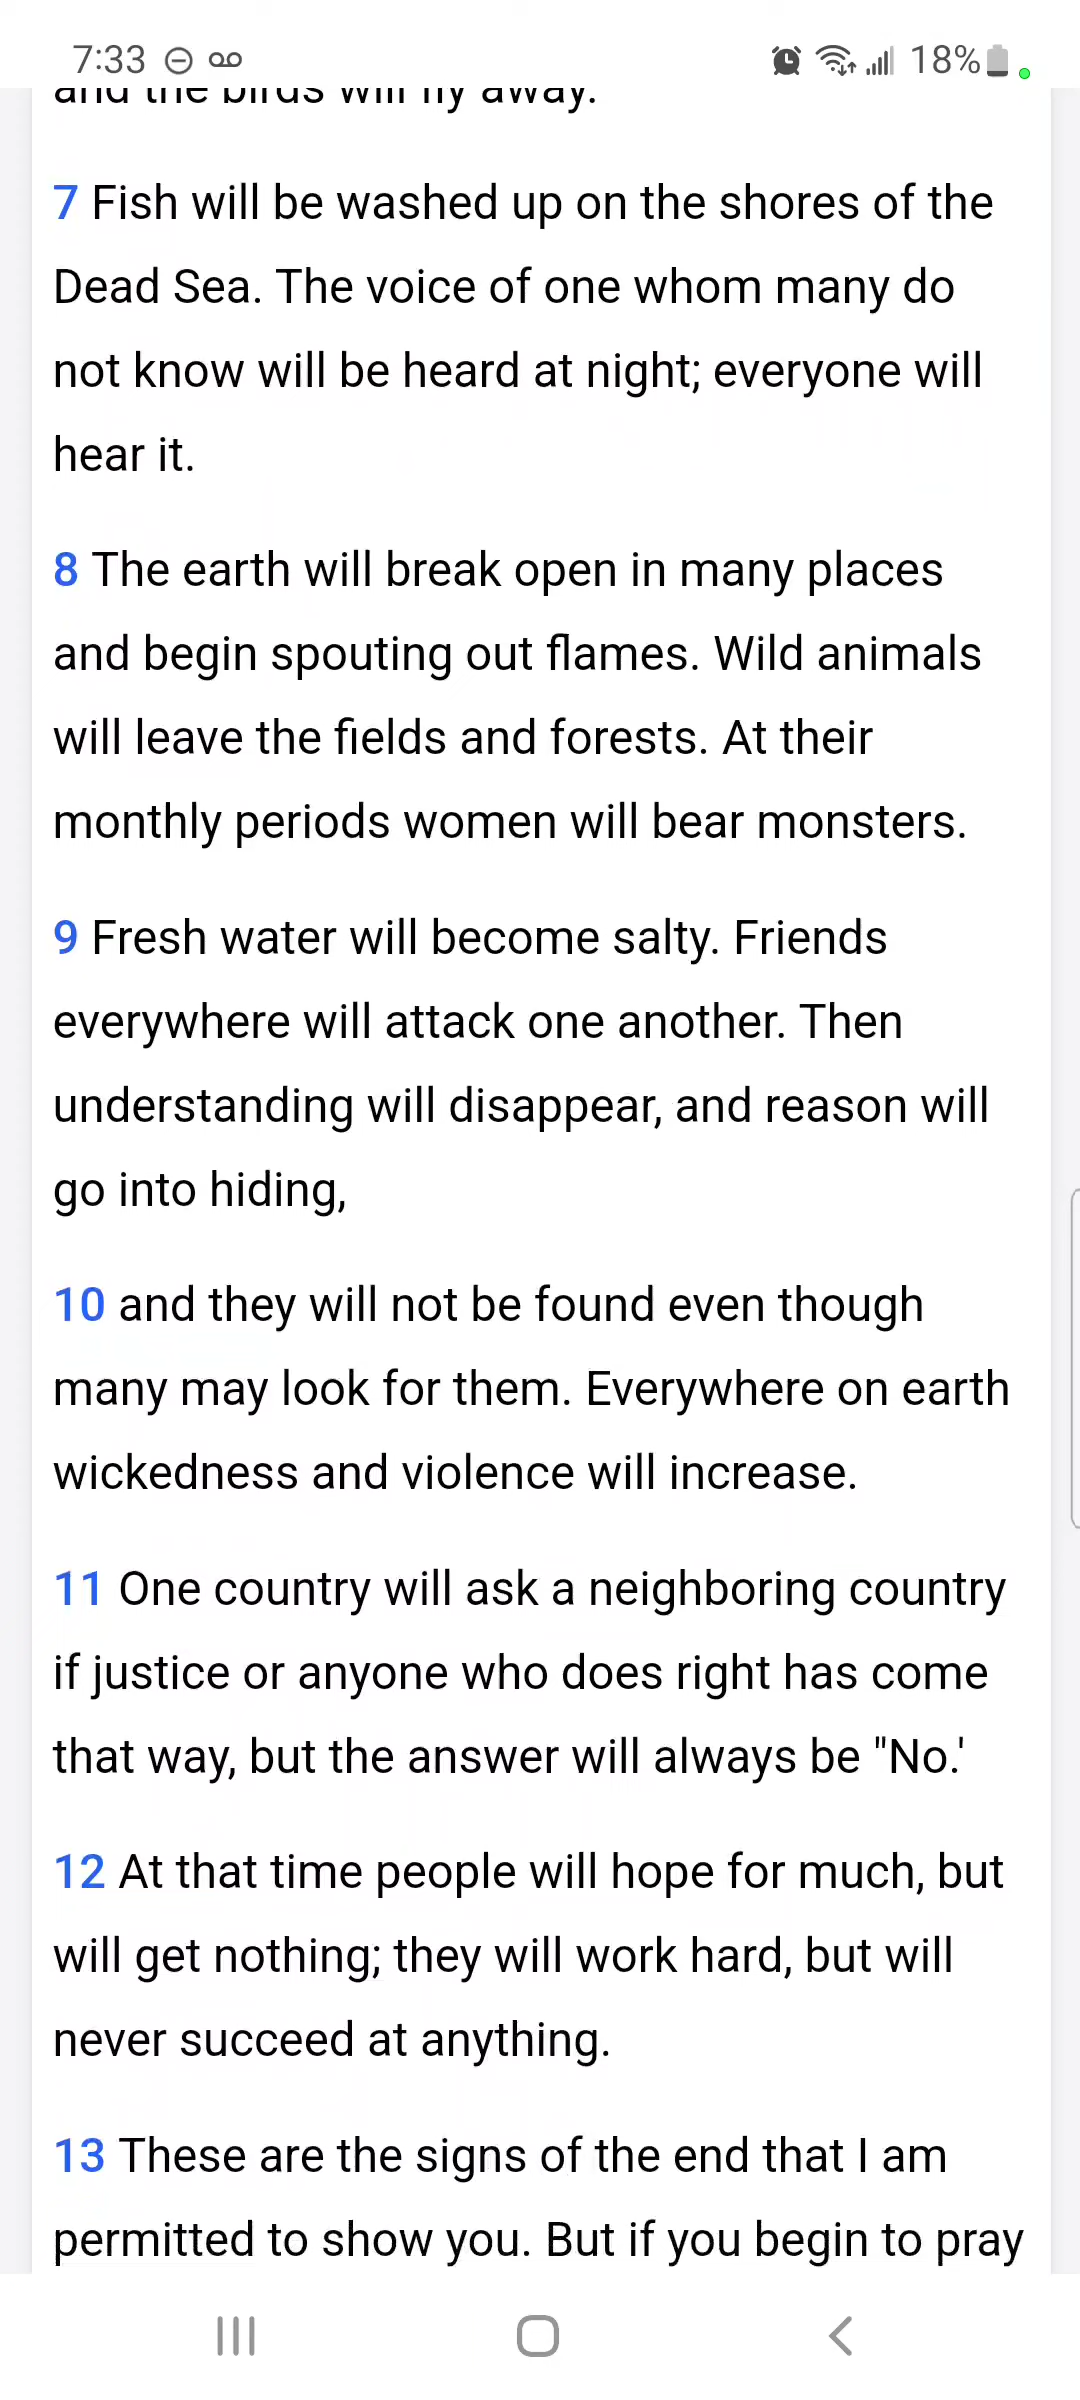 7:33 18%
and the birds will fly away.
7 Fish will be washed up on the shores of the
Dead Sea. The voice of one whom many do
not know will be heard at night; everyone will
hear it.
8 The earth will break open in many places
and begin spouting out flames. Wild animals
will leave the fields and forests. At their
monthly periods women will bear monsters.
9 Fresh water will become salty. Friends
everywhere will attack one another. Then
understanding will disappear, and reason will
go into hiding,
10 and they will not be found even though
many may look for them. Everywhere on earth
wickedness and violence will increase.
11 One country will ask a neighboring country
if justice or anyone who does right has come
that way, but the answer will always be "No.'
12 At that time people will hope for much, but
will get nothing; they will work hard, but will
never succeed at anything.
13 These are the signs of the end that I am
permitted to show you. But if you begin to pray